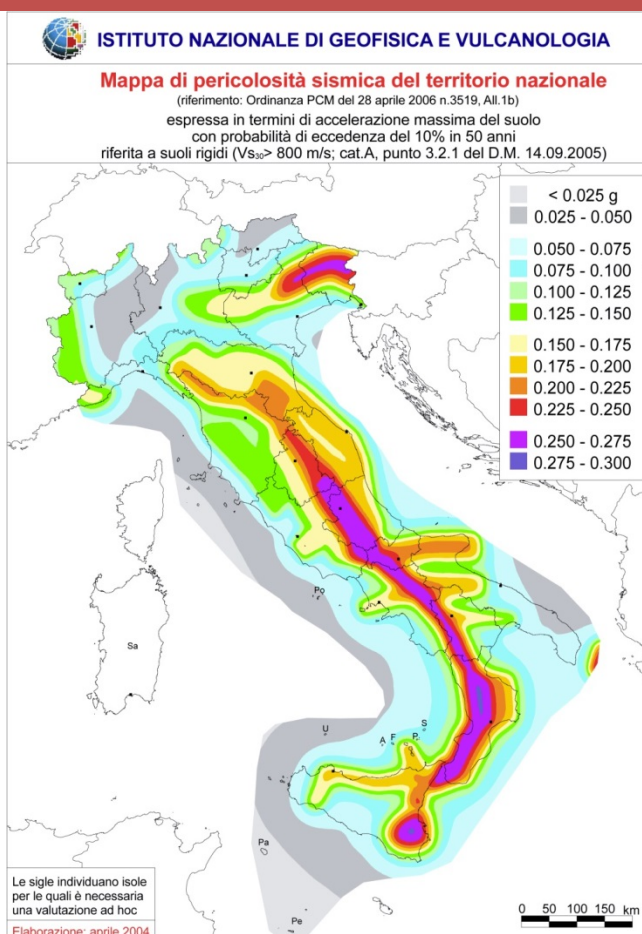 ISTITUTO NAZIONALE DI GEOFISICA E VULCANOLOGIA
Mappa di pericolosità sismica del territorio nazionale
(riferimento: Ordinanza PCM del 28 aprile 2006 n.3519, All.1b)
espressa in termini di accelerazione massima del suolo
con probabilità di eccedenza del 10% in 50 anni
riferita a suoli rigidi (Vs₃₀> 800 m/s; cat.A, punto 3.2.1 del D.M. 14.09.2005)
< 0.025 g
0.025 - 0.050
0.050 - 0.075
0.075 - 0.100
0.100 - 0.125
0.125 - 0.150
0.150 - 0.175
0.175 - 0.200
0.200 - 0.225
0.225 - 0.250
0.250 - 0.275
0.275 - 0.300
Po
Sa
U
A
F
P
S
Pa
Pe
Le sigle individuano isole
per le quali è necessaria
una valutazione ad hoc
Elaborazione: aprile 2004
0 50 100 150 km